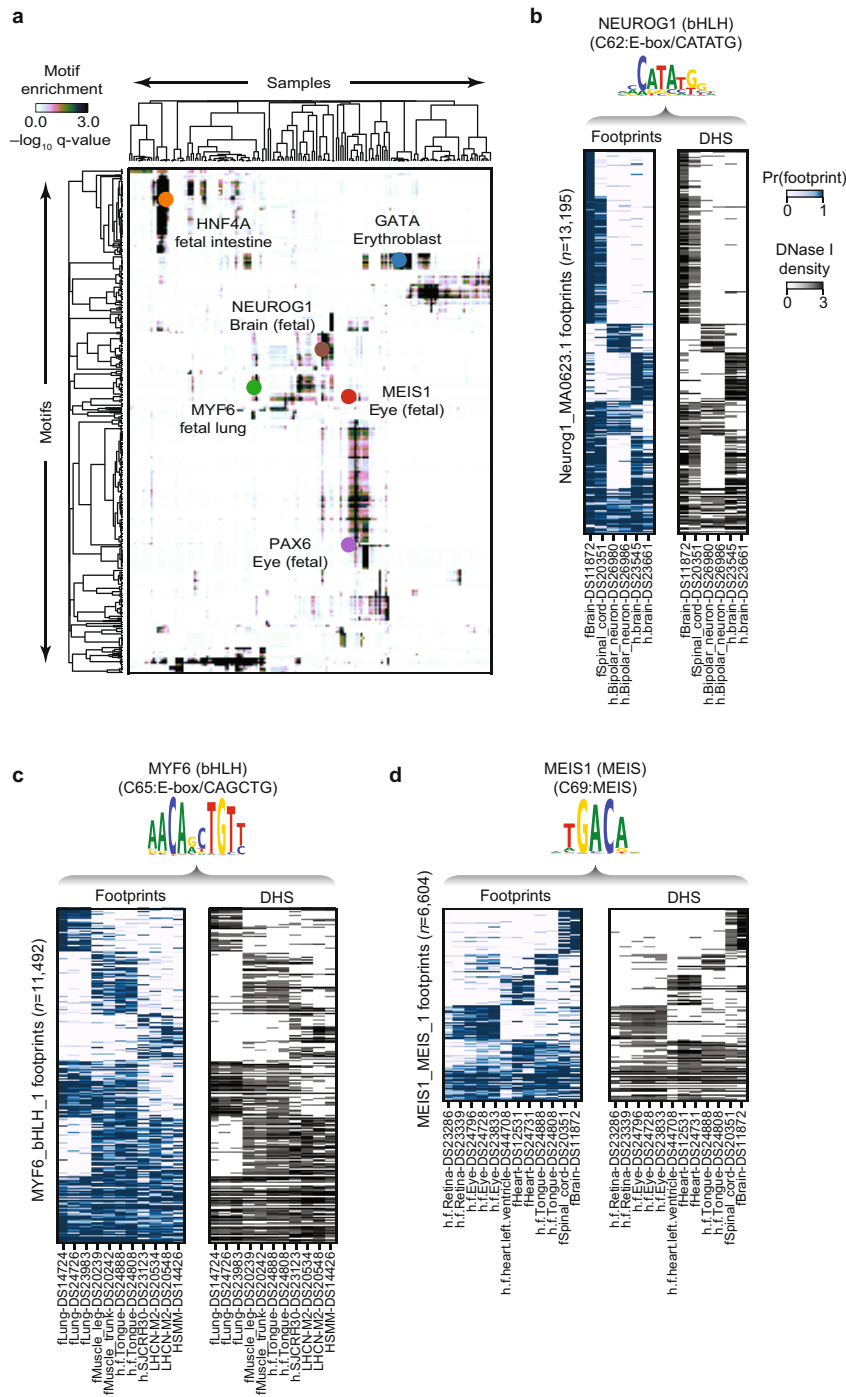 a
Motif
enrichment
0.0 3.0
–log10 q-value
Samples
Motifs
HNF4A
fetal intestine
GATA
Erythroblast
NEUROG1
Brain (fetal)
MYF6
fetal lung
MEIS1
Eye (fetal)
PAX6
Eye (fetal)
b
NEUROG1 (bHLH)
(C62:E-box/CATATG)
Footprints
DHS
Neurog1_MA0623.1 footprints (n=13,195)
Pr(footprint)
0 1
DNase I
density
0 3
fBrain-DS11872
fSpinal_cord-DS20351
h.Bipolar_neuron-DS26980
h.Bipolar_neuron-DS26986
h.brain-DS23545
h.brain-DS23661
fBrain-DS11872
fSpinal_cord-DS20351
h.Bipolar_neuron-DS26980
h.Bipolar_neuron-DS26986
h.brain-DS23545
h.brain-DS23661
c
MYF6 (bHLH)
(C65:E-box/CAGCTG)
Footprints
DHS
MYF6_bHLH_1 footprints (n=11,492)
fLung-DS14724
fLung-DS24726
fLung-DS23983
fMuscle_leg-DS20239
fMuscle_trunk-DS20242
h.f.Tongue-DS24888
h.f.Tongue-DS24808
h.SJCRH30-DS23123
LHCN-M2-DS20534
LHCN-M2-DS20548
HSMM-DS14426
fLung-DS14724
fLung-DS24726
fLung-DS23983
fMuscle_leg-DS20239
fMuscle_trunk-DS20242
h.f.Tongue-DS24888
h.f.Tongue-DS24808
h.SJCRH30-DS23123
LHCN-M2-DS20534
LHCN-M2-DS20548
HSMM-DS14426
d
MEIS1 (MEIS)
(C69:MEIS)
TGACA
Footprints
DHS
MEIS1_MEIS_1 footprints (n=6,604)
h.f.Retina-DS23286
h.f.Retina-DS23339
h.f.Eye-DS24796
h.f.Eye-DS24728
h.f.Eye-DS23833
h.f.heart.left.ventricle-DS44708
fHeart-DS12531
fHeart-DS24731
h.f.Tongue-DS24888
h.f.Tongue-DS24808
fSpinal_cord-DS20351
fBrain-DS11872
h.f.Retina-DS23286
h.f.Retina-DS23339
h.f.Eye-DS24796
h.f.Eye-DS24728
h.f.Eye-DS23833
h.f.heart.left.ventricle-DS44708
fHeart-DS12531
fHeart-DS24731
h.f.Tongue-DS24888
h.f.Tongue-DS24808
fSpinal_cord-DS20351
fBrain-DS11872